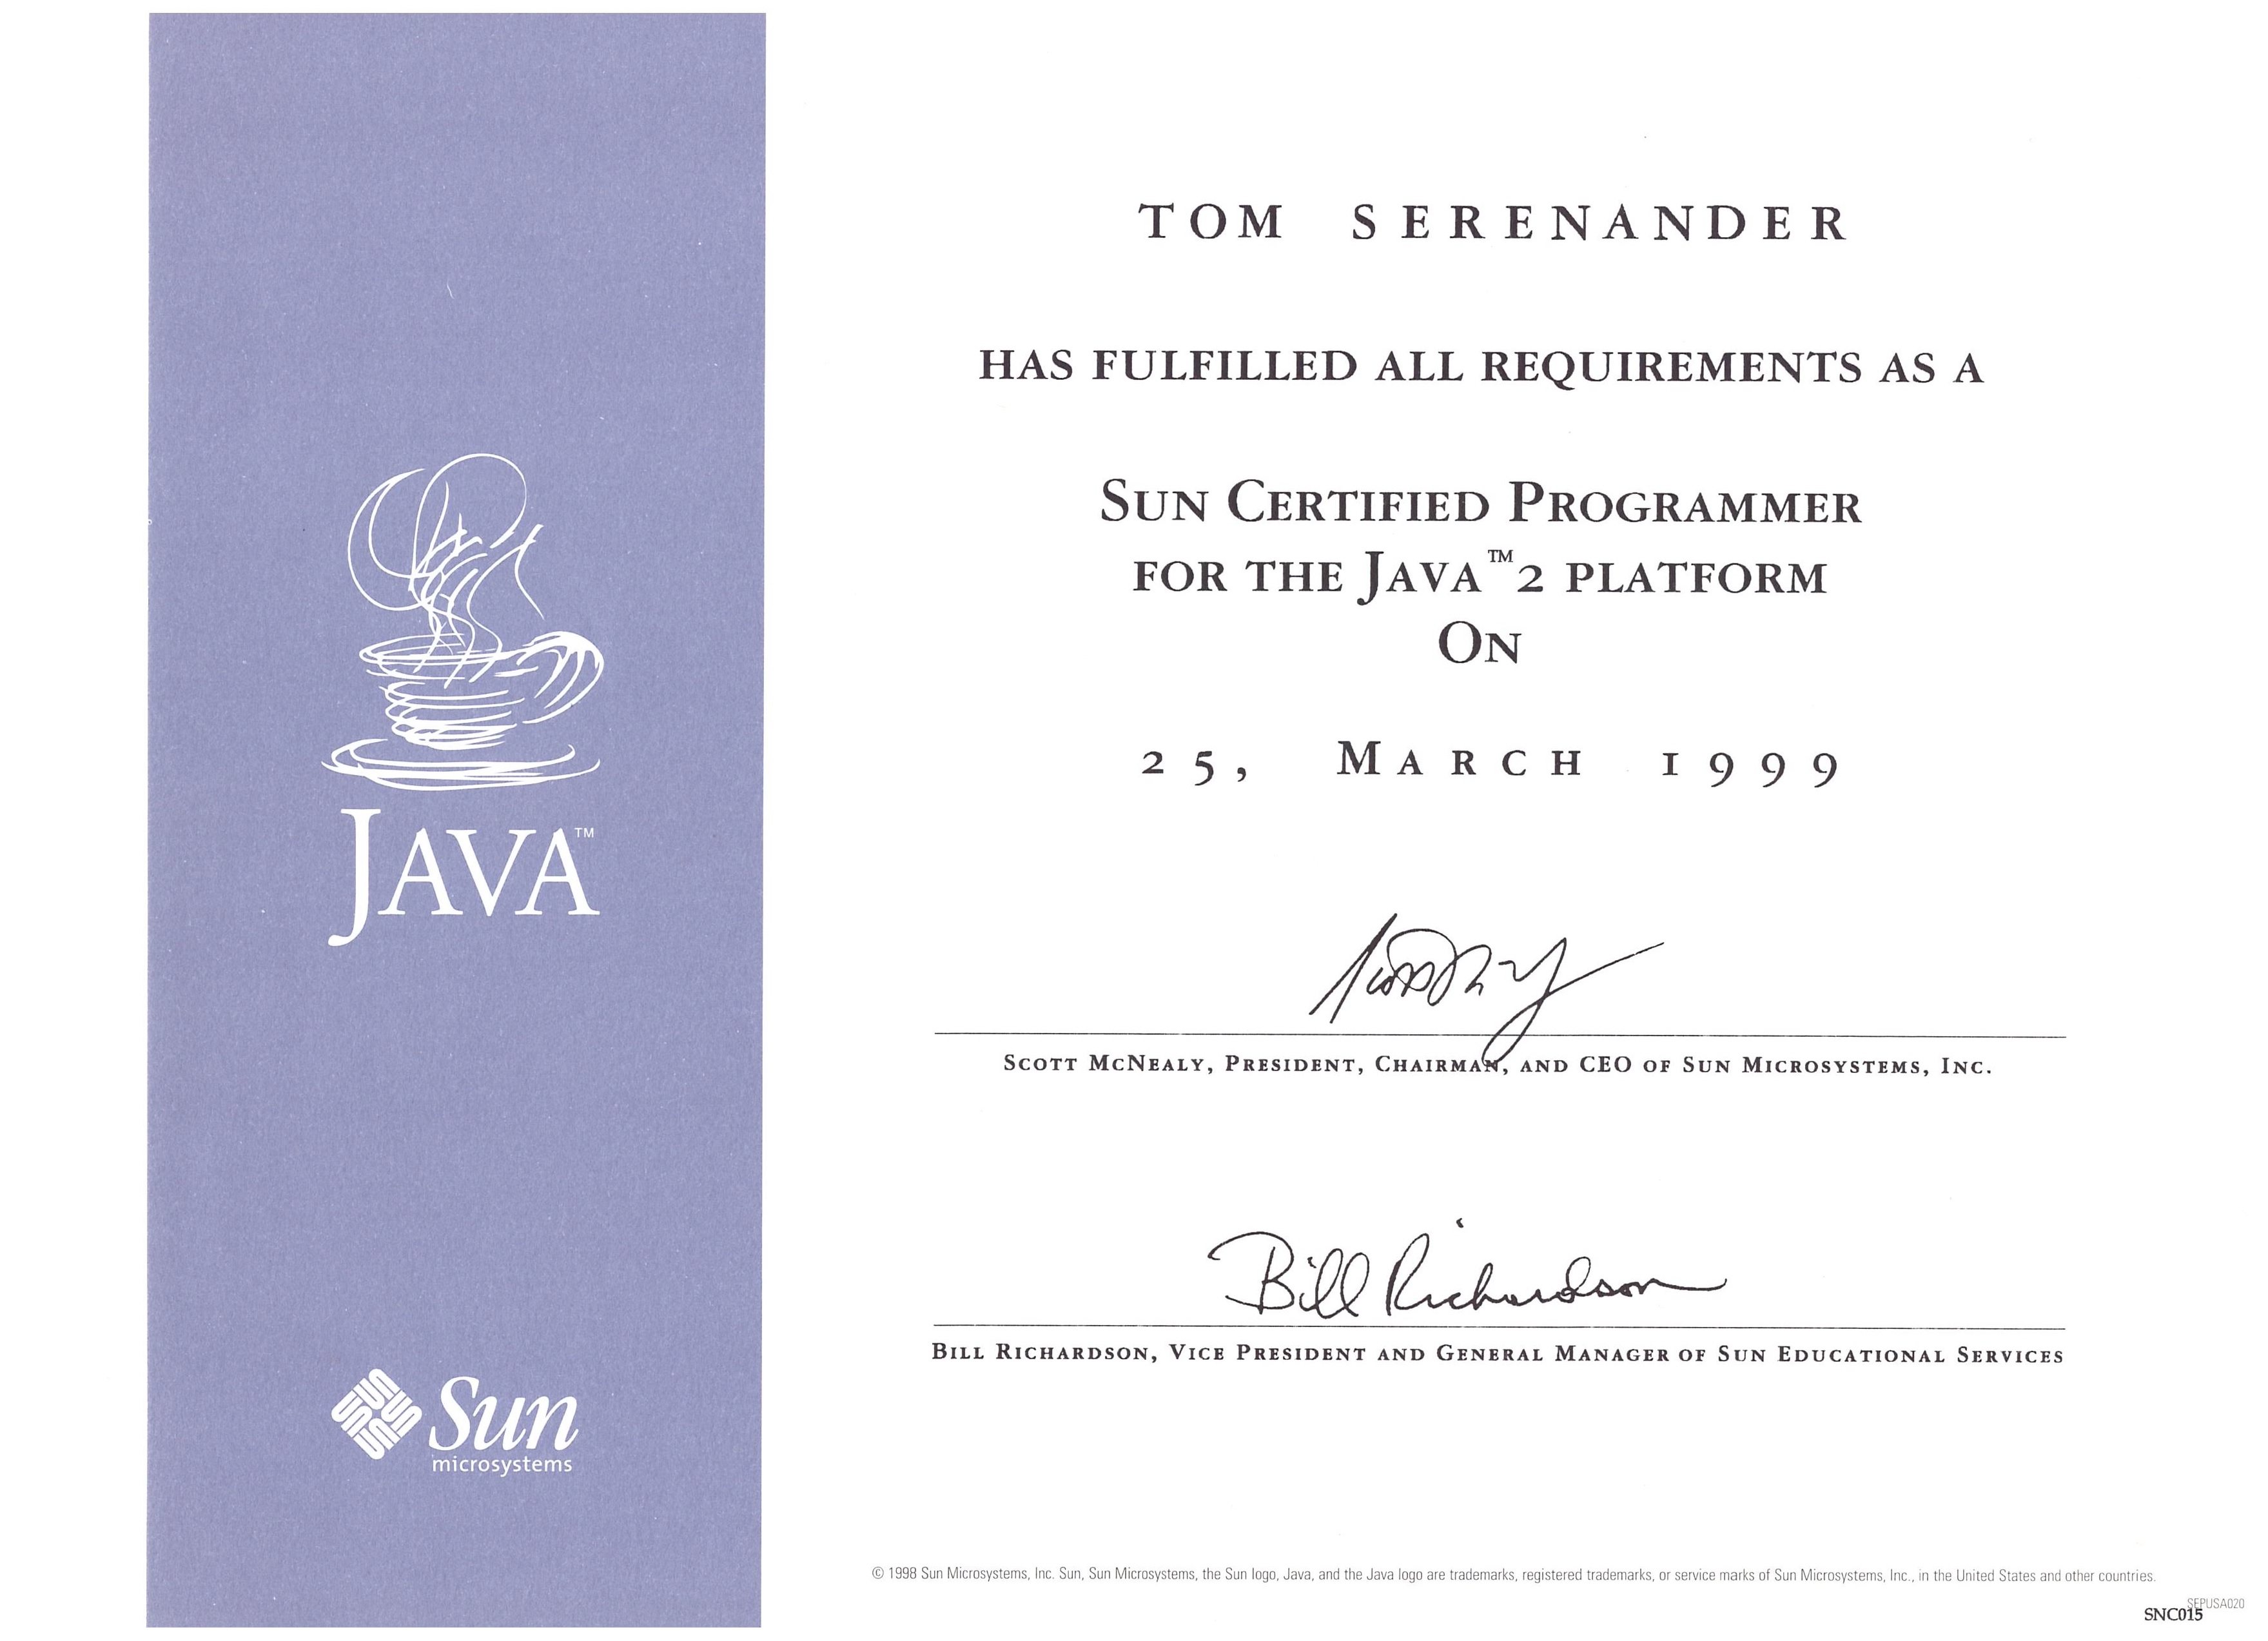 JAVA™
Sun
microsystems
TOM SERENANDER
HAS FULFILLED ALL REQUIREMENTS AS A
SUN CERTIFIED PROGRAMMER
FOR THE JAVA™ 2 PLATFORM
ON
25, MARCH 1999
SCOTT MCNEALY, PRESIDENT, CHAIRMAN, AND CEO OF SUN MICROSYSTEMS, INC.
Bill Richardson
BILL RICHARDSON, VICE PRESIDENT AND GENERAL MANAGER OF SUN EDUCATIONAL SERVICES
© 1998 Sun Microsystems, Inc. Sun, Sun Microsystems, the Sun logo, Java, and the Java logo are trademarks, registered trademarks, or service marks of Sun Microsystems, Inc., in the United States and other countries.
SEPUSA020
SNC015